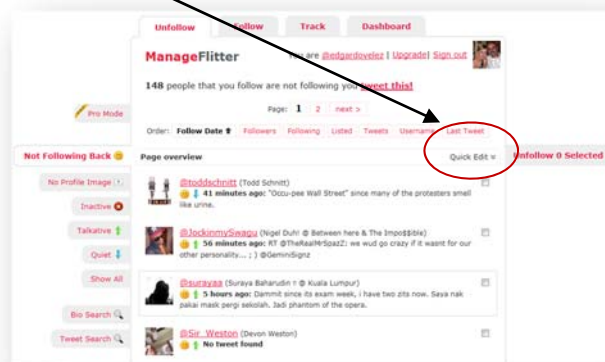 Unfollow Follow Track Dashboard
ManageFlitter You are @edgardovelez | Upgrade| Sign out
148 people that you follow are not following you tweet this!
Page: 1 2 next >
Pro Mode
Order: Follow Date Followers Following Listed Tweets Username Last Tweet
Not Following Back Page overview Quick Edit Unfollow 0 Selected
No Profile Image
@toddschnitt (Todd Schnitt)
41 minutes ago: "Occu-pee Wall Street" since many of the protesters smell
like urine.
Inactive
Talkative
@JockinmySwagu (Nigel Duh! @ Between here & The Impo$$ible)
56 minutes ago: RT @TheRaalMrSpazZ: we wud go crazy if it wasnt for our
other personality... ; ) @GeminiSignz
Quiet
Show All
@surayaa (Suraya Baharudin † @ Kuala Lumpur)
5 hours ago: Dammit since its exam week, i have two zits now. Saya nak
pakai mask pergi sekolah. Jadi phantom of the opera.
Bio Search
Tweet Search
@Sir_Weston (Devon Weston)
No tweet found